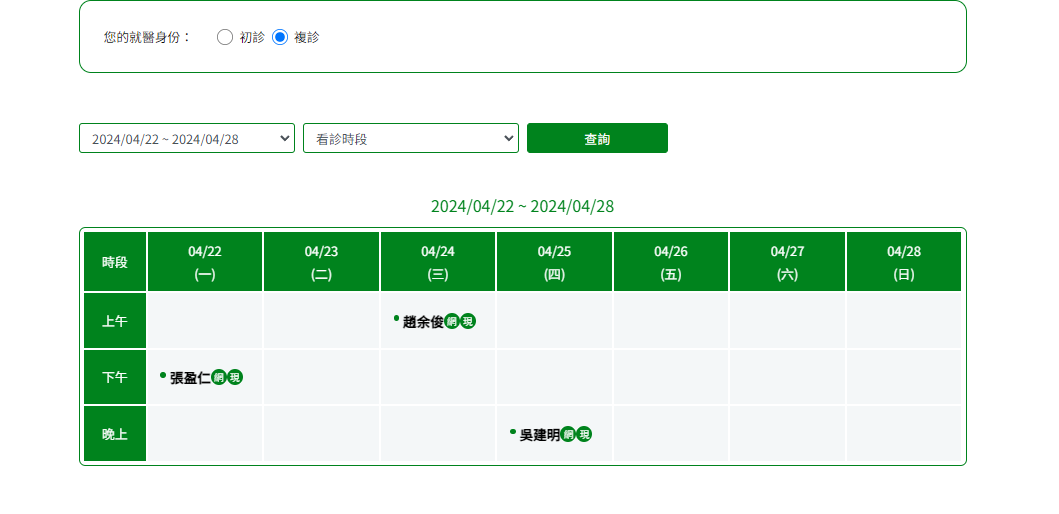 您的就醫身份： 初診 複診
2024/04/22 ~ 2024/04/28 看診時段 查詢
2024/04/22 ~ 2024/04/28
時段 04/22 (一) 04/23 (二) 04/24 (三) 04/25 (四) 04/26 (五) 04/27 (六) 04/28 (日)
上午 趙余俊 網 現
下午 張盈仁 網 現
晚上 吳建明 網 現